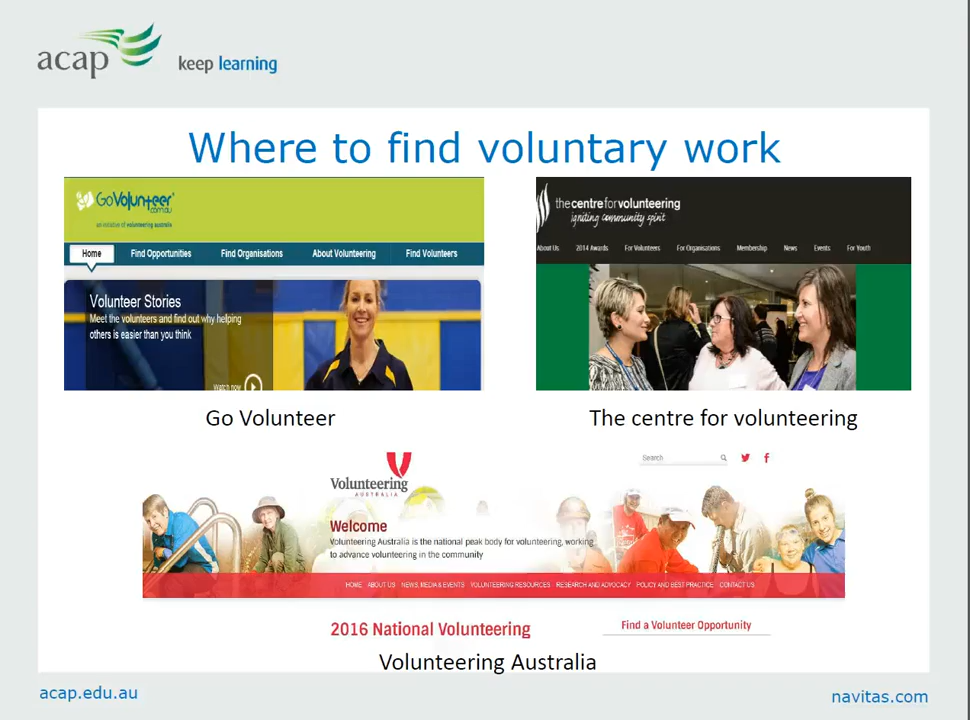 acap keep learning
Where to find voluntary work
GoVolunteer
.com.au
an initiative of volunteering australia
Home Find Opportunities Find Organisations About Volunteering Find Volunteers
Volunteer Stories
Meet the volunteers and find out why helping
others is easier than you think
Watch now
Go Volunteer
the centre for volunteering
igniting community spirit
About Us 2014 Awards For Volunteers For Organisations Membership News Events For Youth
The centre for volunteering
Search
Volunteering
AUSTRALIA
Welcome
Volunteering Australia is the national peak body for volunteering, working
to advance volunteering in the community
HOME ABOUT US NEWS, MEDIA & EVENTS VOLUNTEERING RESOURCES RESEARCH AND ADVOCACY POLICY AND BEST PRACTICE CONTACT US
2016 National Volunteering
Find a Volunteer Opportunity
Volunteering Australia
acap.edu.au
navitas.com